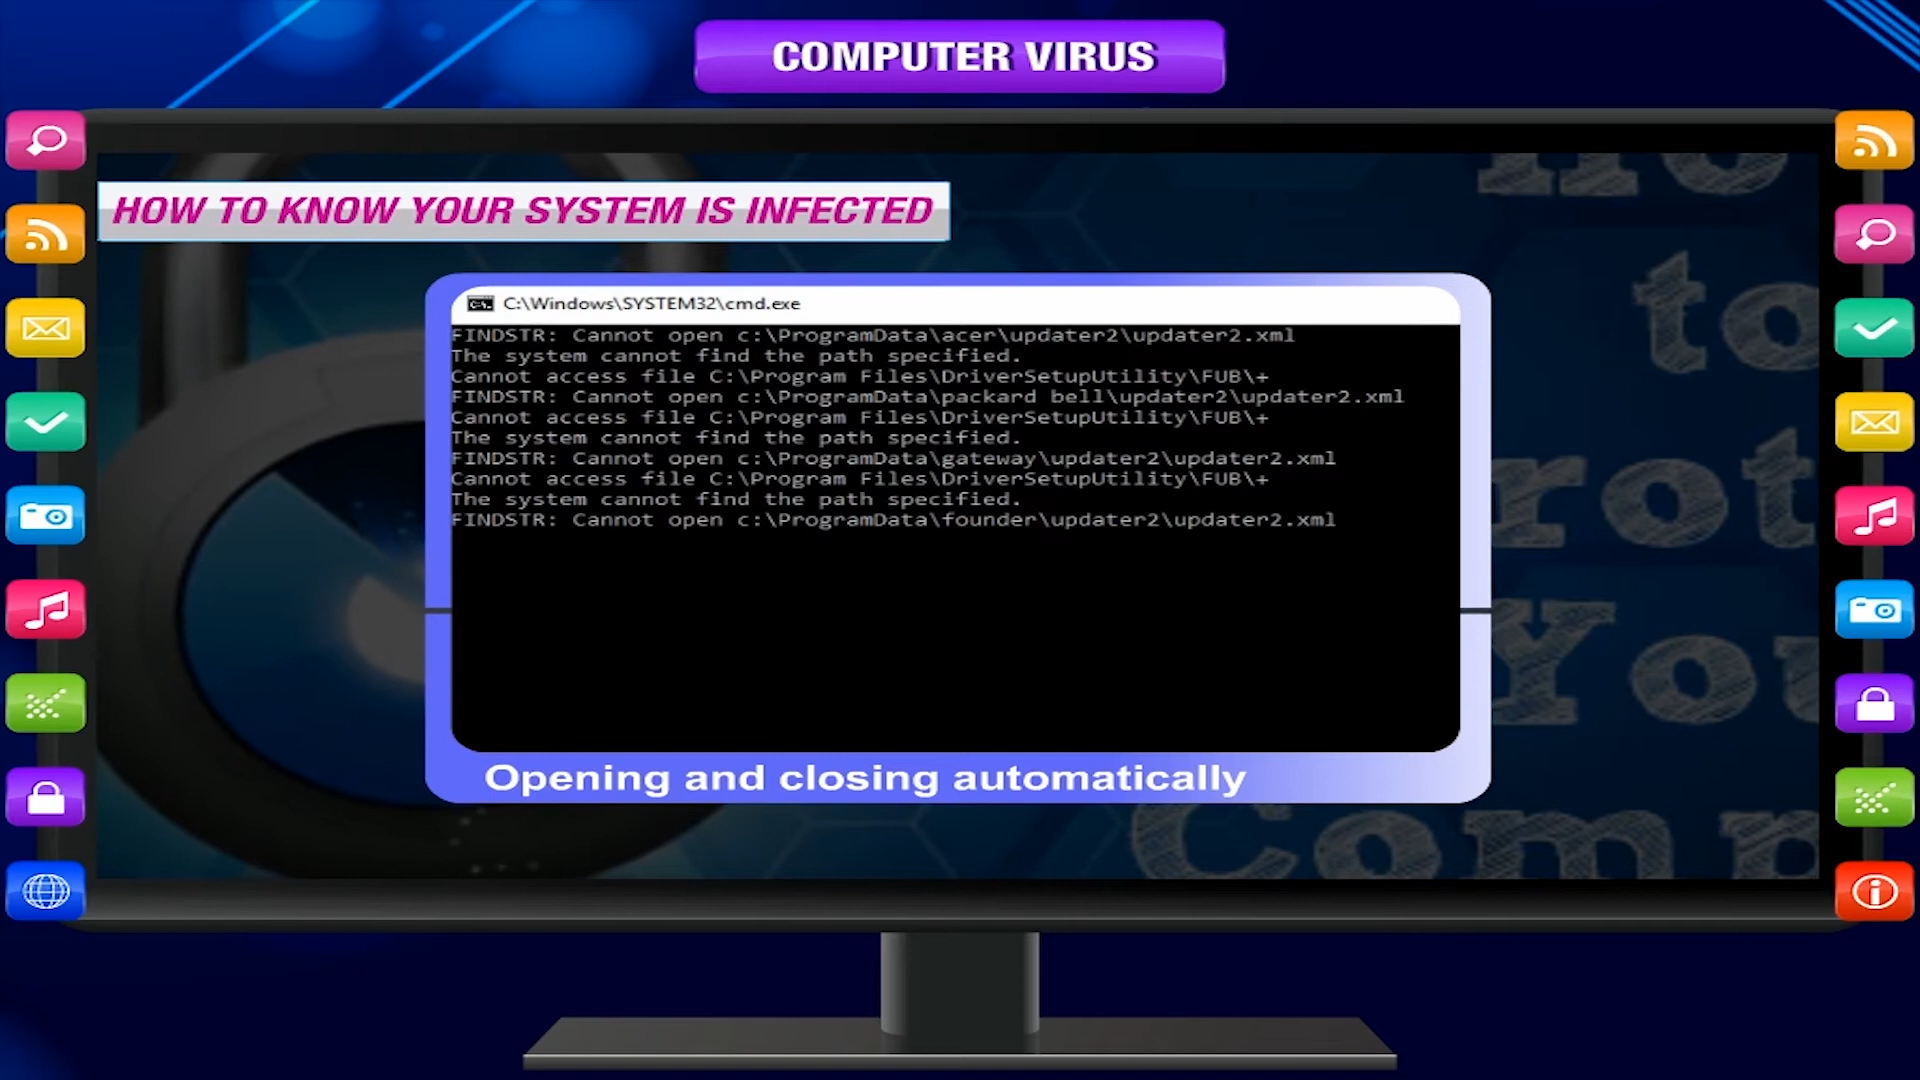 COMPUTER VIRUS
HOW TO KNOW YOUR SYSTEM IS INFECTED
C:\Windows\SYSTEM32\cmd.exe
FINDSTR: Cannot open c:\ProgramData\acer\updater2\updater2.xml
The system cannot find the path specified.
Cannot access file C:\Program Files\DriverSetupUtility\FUB\+
FINDSTR: Cannot open c:\ProgramData\packard bell\updater2\updater2.xml
Cannot access file C:\Program Files\DriverSetupUtility\FUB\+
The system cannot find the path specified.
FINDSTR: Cannot open c:\ProgramData\gateway\updater2\updater2.xml
Cannot access file C:\Program Files\DriverSetupUtility\FUB\+
The system cannot find the path specified.
FINDSTR: Cannot open c:\ProgramData\founder\updater2\updater2.xml
Opening and closing automatically
to